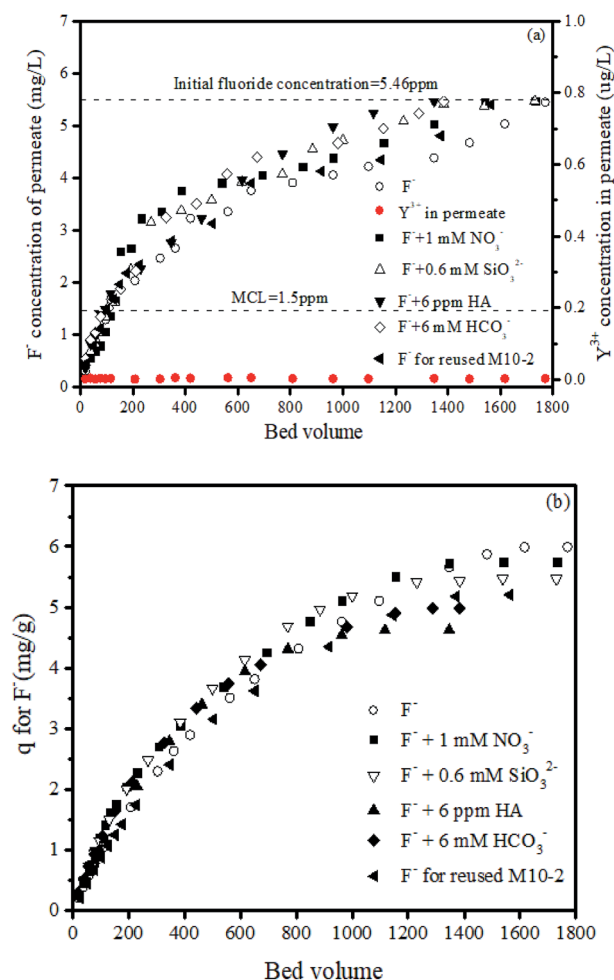 (a)
F⁻ concentration of permeate (mg/L)
Y³⁺ concentration in permeate (ug/L)
7
6
5
4
3
2
1
0
1.0
0.8
0.6
0.4
0.2
0.0
Initial fluoride concentration=5.46ppm
MCL=1.5ppm
F⁻
Y³⁺ in permeate
F⁻+1 mM NO₃⁻
F⁻+0.6 mM SiO₃²⁻
F⁻+6 ppm HA
F⁻+6 mM HCO₃⁻
F⁻ for reused M10-2
0 200 400 600 800 1000 1200 1400 1600 1800
Bed volume
(b)
q for F⁻(mg/g)
7
6
5
4
3
2
1
0
F⁻
F⁻ + 1 mM NO₃⁻
F⁻ + 0.6 mM SiO₃²⁻
F⁻ + 6 ppm HA
F⁻ + 6 mM HCO₃⁻
F⁻ for reused M10-2
0 200 400 600 800 1000 1200 1400 1600 1800
Bed volume